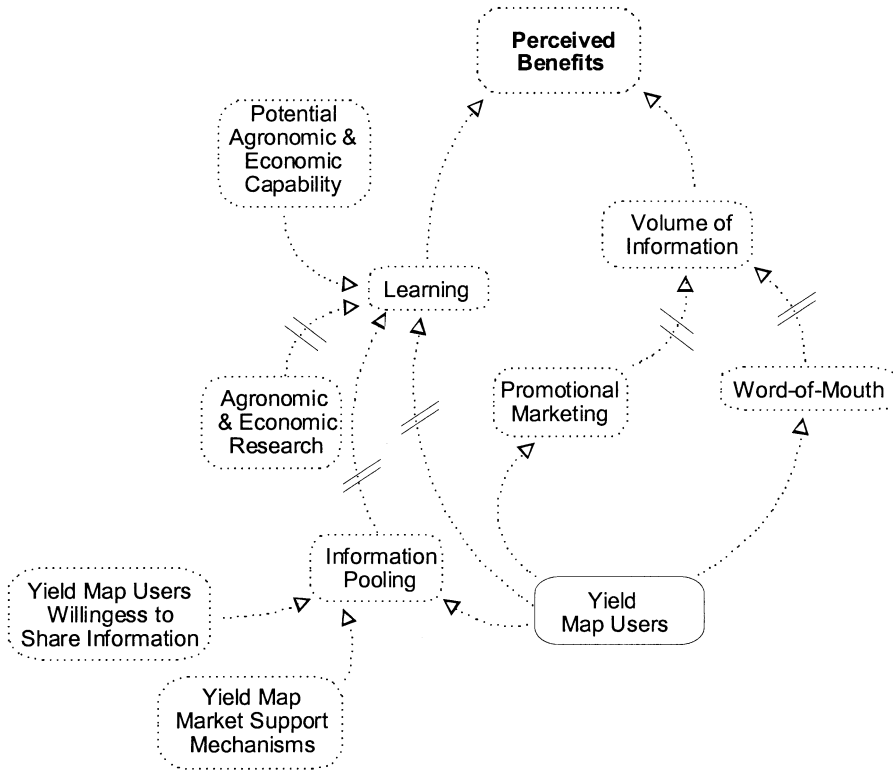 Perceived
Benefits
Potential
Agronomic &
Economic
Capability
Volume of
Information
Learning
Agronomic
& Economic
Research
Promotional
Marketing
Word-of-Mouth
Information
Pooling
Yield Map Users
Willingess to
Share Information
Yield
Map Users
Yield Map
Market Support
Mechanisms